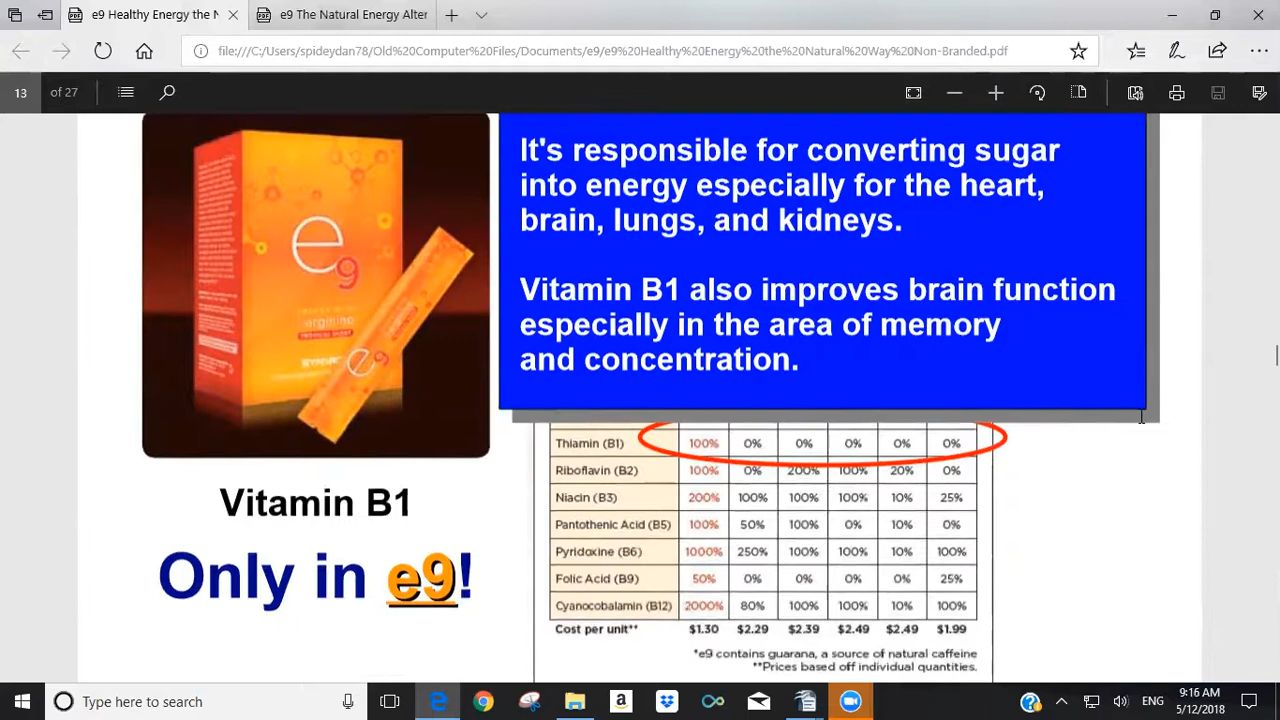 e9 Healthy Energy the N
e9 The Natural Energy Alter
file:///C:/Users/spideydan78/Old%20Computer%20Files/Documents/e9/e9%20Healthy%20Energy%20the%20Natural%20Way%20Non-Branded.pdf
13 of 27
It's responsible for converting sugar
into energy especially for the heart,
brain, lungs, and kidneys.
Vitamin B1 also improves brain function
especially in the area of memory
and concentration.
e9
arginine
e9
Vitamin B1
Only in e9!
Thiamin (B1) 100% 0% 0% 0% 0% 0%
Riboflavin (B2) 100% 0% 200% 100% 20% 0%
Niacin (B3) 200% 100% 100% 100% 10% 25%
Pantothenic Acid (B5) 100% 50% 100% 0% 10% 0%
Pyridoxine (B6) 1000% 250% 100% 100% 10% 100%
Folic Acid (B9) 50% 0% 0% 0% 0% 25%
Cyanocobalamin (B12) 2000% 80% 100% 100% 10% 100%
Cost per unit** $1.30 $2.29 $2.39 $2.49 $2.49 $1.99
*e9 contains guarana, a source of natural caffeine
**Prices based off individual quantities.
Type here to search
ENG
9:16 AM
5/12/2018